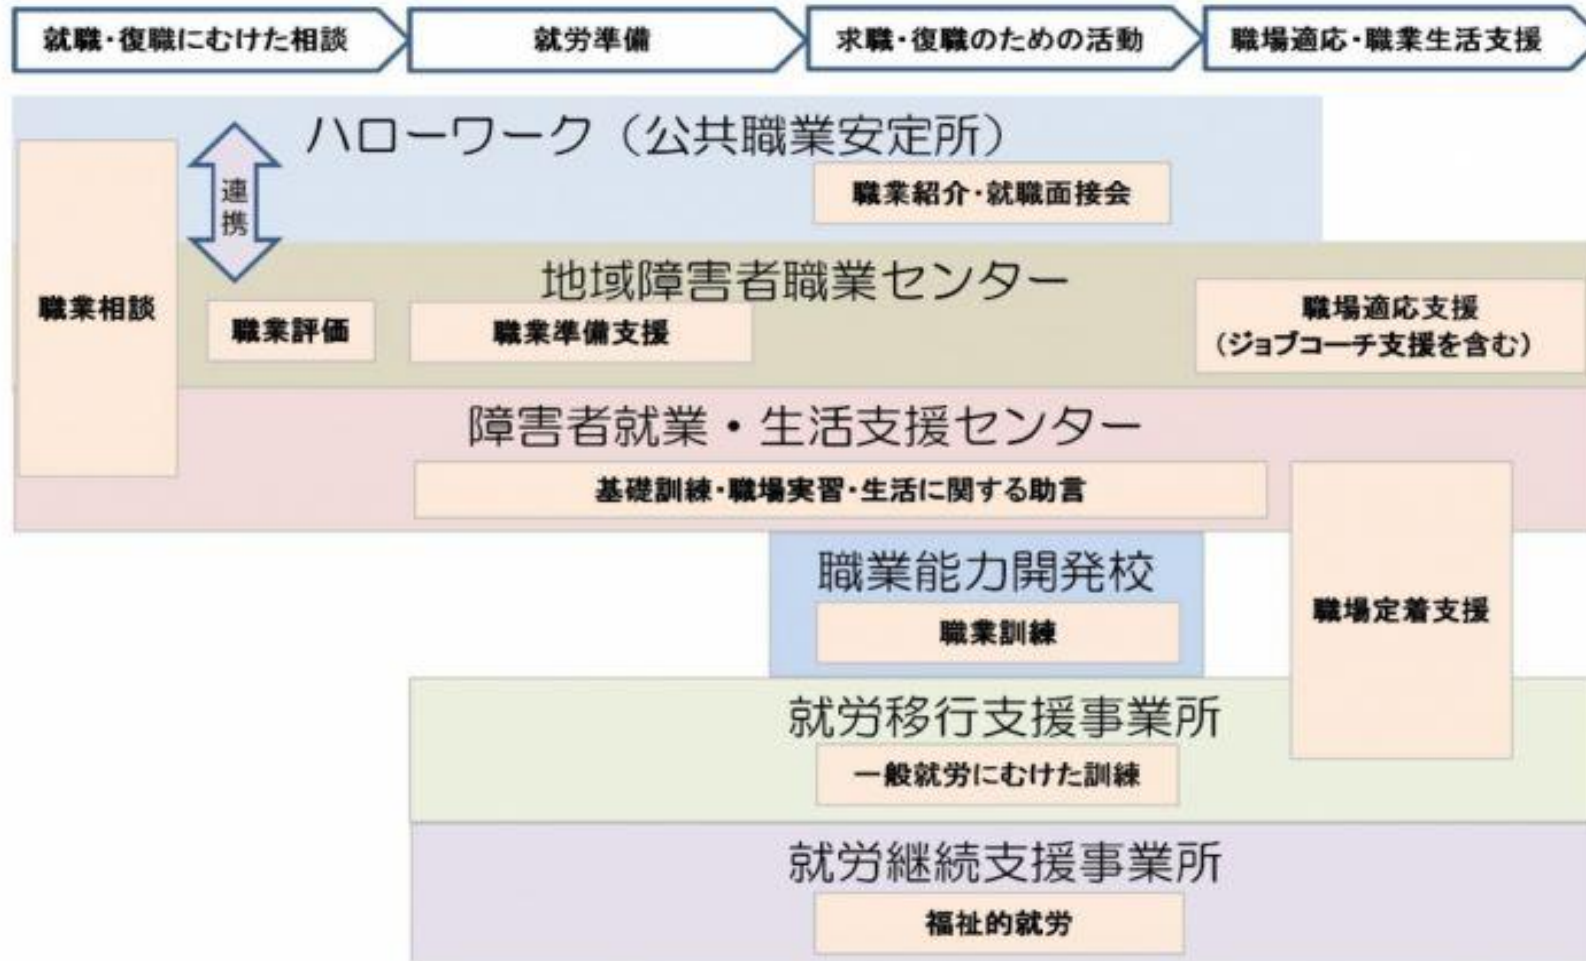 就職・復職にむけた相談
就労準備
求職・復職のための活動
職場適応・職業生活支援
ハローワーク（公共職業安定所）
連
携
職業紹介・就職面接会
職業相談
地域障害者職業センター
職業評価
職業準備支援
職場適応支援
（ジョブコーチ支援を含む）
障害者就業・生活支援センター
基礎訓練・職場実習・生活に関する助言
職場定着支援
職業能力開発校
職業訓練
就労移行支援事業所
一般就労にむけた訓練
就労継続支援事業所
福祉的就労